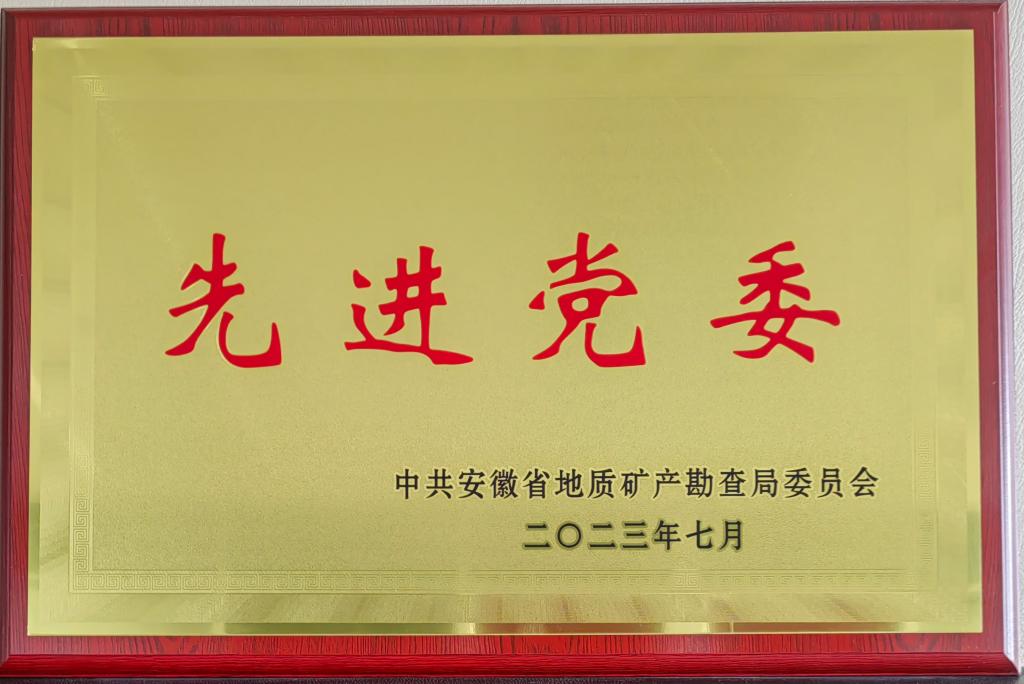 先进党委
中共安徽省地质矿产勘查局委员会
二〇二三年七月